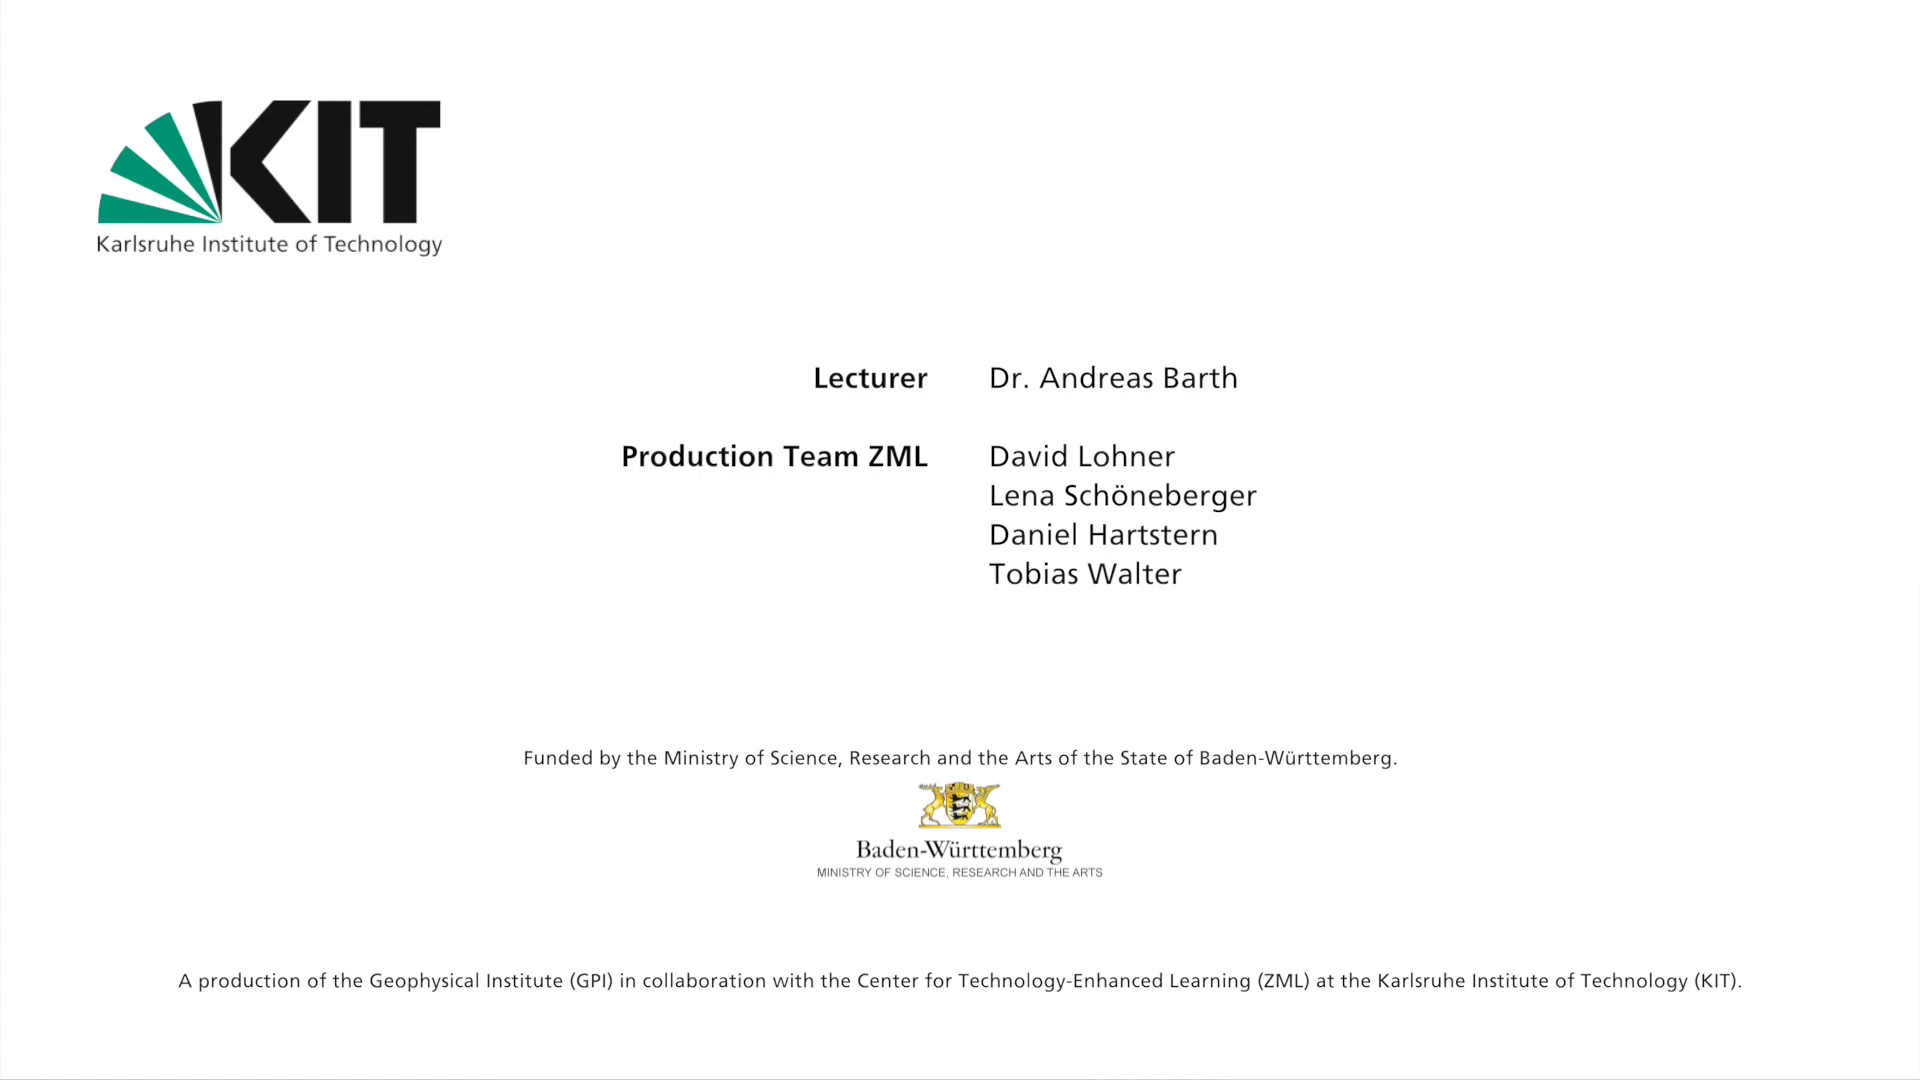 KIT
Karlsruhe Institute of Technology
Lecturer Dr. Andreas Barth
Production Team ZML David Lohner
Lena Schöneberger
Daniel Hartstern
Tobias Walter
Funded by the Ministry of Science, Research and the Arts of the State of Baden-Württemberg.
Baden-Württemberg
MINISTRY OF SCIENCE, RESEARCH AND THE ARTS
A production of the Geophysical Institute (GPI) in collaboration with the Center for Technology-Enhanced Learning (ZML) at the Karlsruhe Institute of Technology (KIT).